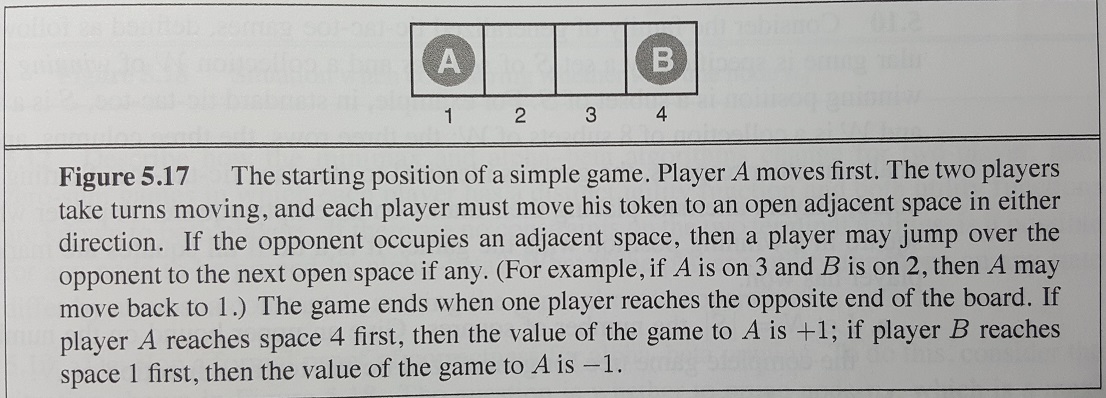 A B
1 2 3 4
Figure 5.17 The starting position of a simple game. Player A moves first. The two players
take turns moving, and each player must move his token to an open adjacent space in either
direction. If the opponent occupies an adjacent space, then a player may jump over the
opponent to the next open space if any. (For example, if A is on 3 and B is on 2, then A may
move back to 1.) The game ends when one player reaches the opposite end of the board. If
player A reaches space 4 first, then the value of the game to A is +1; if player B reaches
space 1 first, then the value of the game to A is −1.